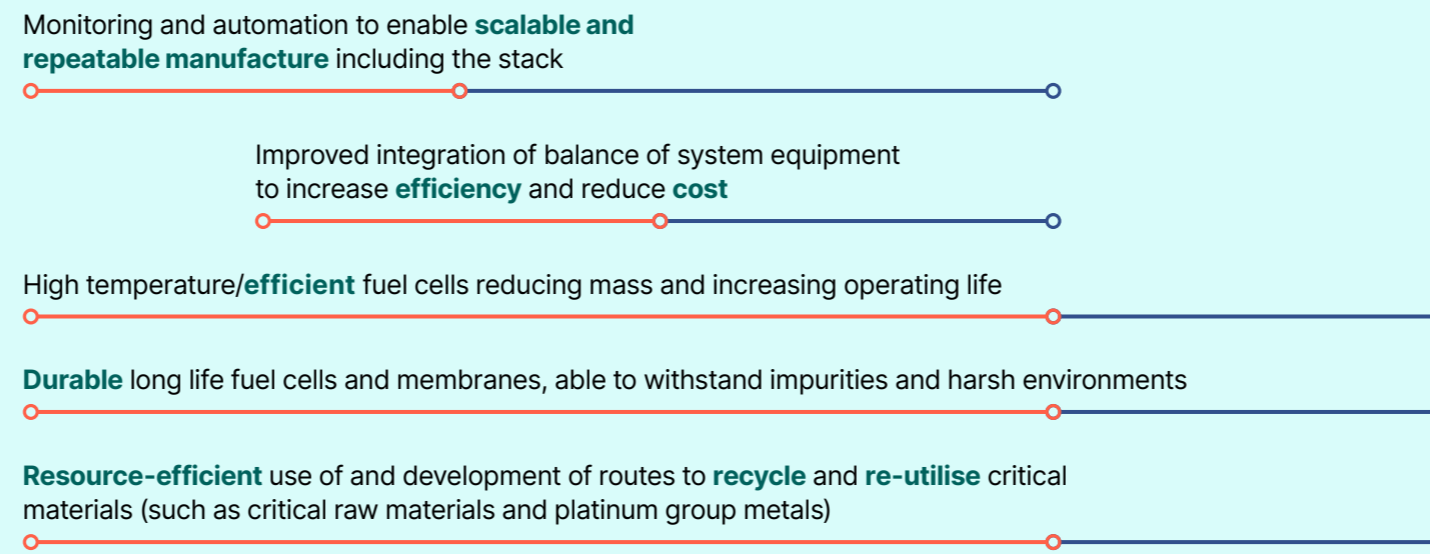 Monitoring and automation to enable scalable and
repeatable manufacture including the stack
Improved integration of balance of system equipment
to increase efficiency and reduce cost
High temperature/efficient fuel cells reducing mass and increasing operating life
Durable long life fuel cells and membranes, able to withstand impurities and harsh environments
Resource-efficient use of and development of routes to recycle and re-utilise critical
materials (such as critical raw materials and platinum group metals)